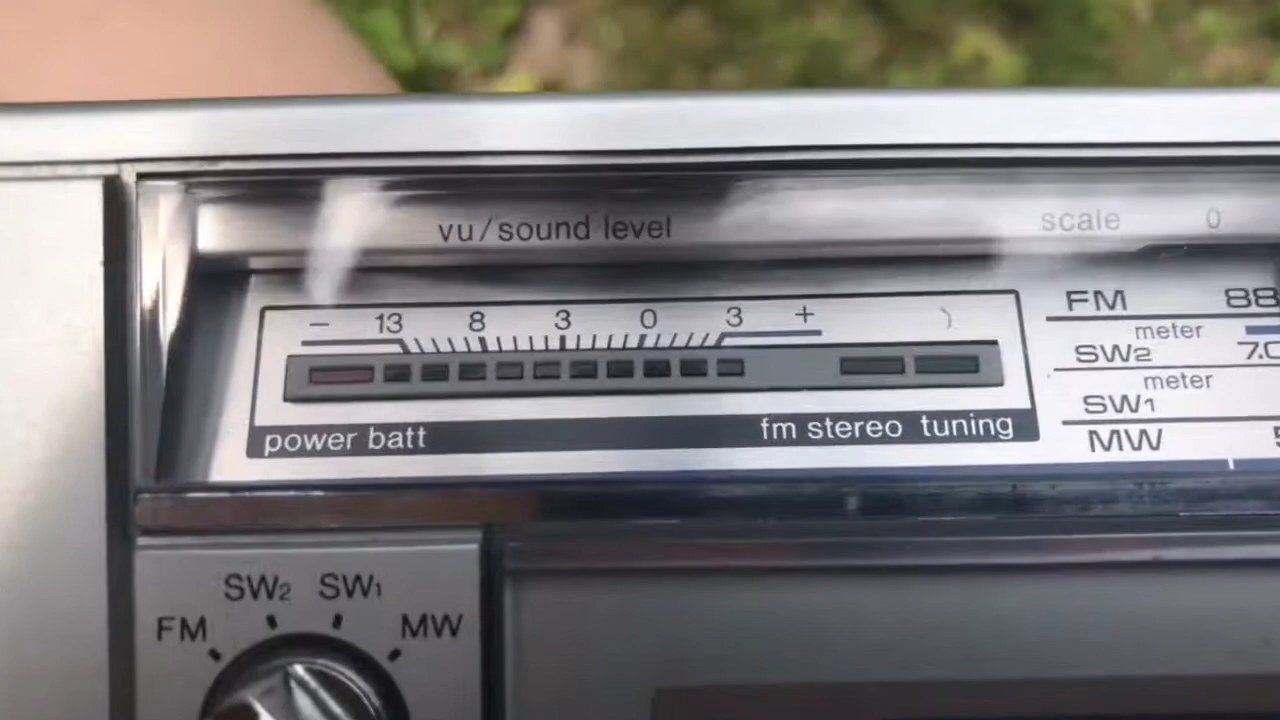 vu/sound level
scale 0
− 13 8 3 0 3 +
power batt
fm stereo tuning
FM 88
meter
SW2 7.0
meter
SW1
MW
SW2 SW1
FM MW